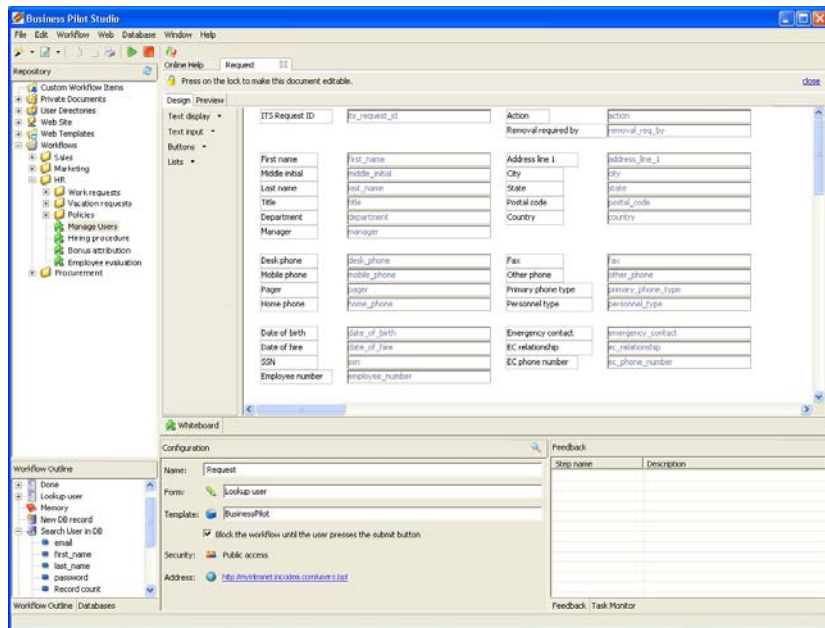 Business Pilot Studio
File Edit Workflow Web Database Window Help
Repository
Custom Workflow Items
Private Documents
User Directories
Web Site
Web Templates
Workflows
Sales
Marketing
HR
Work requests
Vacation requests
Policies
Manage Users
Hiring procedure
Bonus attribution
Employee evaluation
Procurement
Online Help Request
Press on the lock to make this document editable. close
Design Preview
Text display
Text input
Buttons
Lists
ITS Request ID its_request_id Action action
Removal required by removal_req_by
First name first_name Address line 1 address_line_1
Middle initial middle_initial City city
Last name last_name State state
Title title Postal code postal_code
Department department Country country
Manager manager
Desk phone desk_phone Fax fax
Mobile phone mobile_phone Other phone other_phone
Pager pager Primary phone type primary_phone_type
Home phone home_phone Personnel type personnel_type
Date of birth date_of_birth Emergency contact emergency_contact
Date of hire date_of_hire EC relationship ec_relationship
SSN ssn EC phone number ec_phone_number
Employee number employee_number
Whiteboard
Workflow Outline
Done
Lookup user
Memory
New DB record
Search User in DB
email
first_name
last_name
password
Record count
Workflow Outline Databases
Configuration
Name: Request
Form: Lookup user
Template: BusinessPilot
Block the workflow until the user presses the submit button
Security: Public access
Address:
Feedback
Step name Description
Feedback Task Monitor